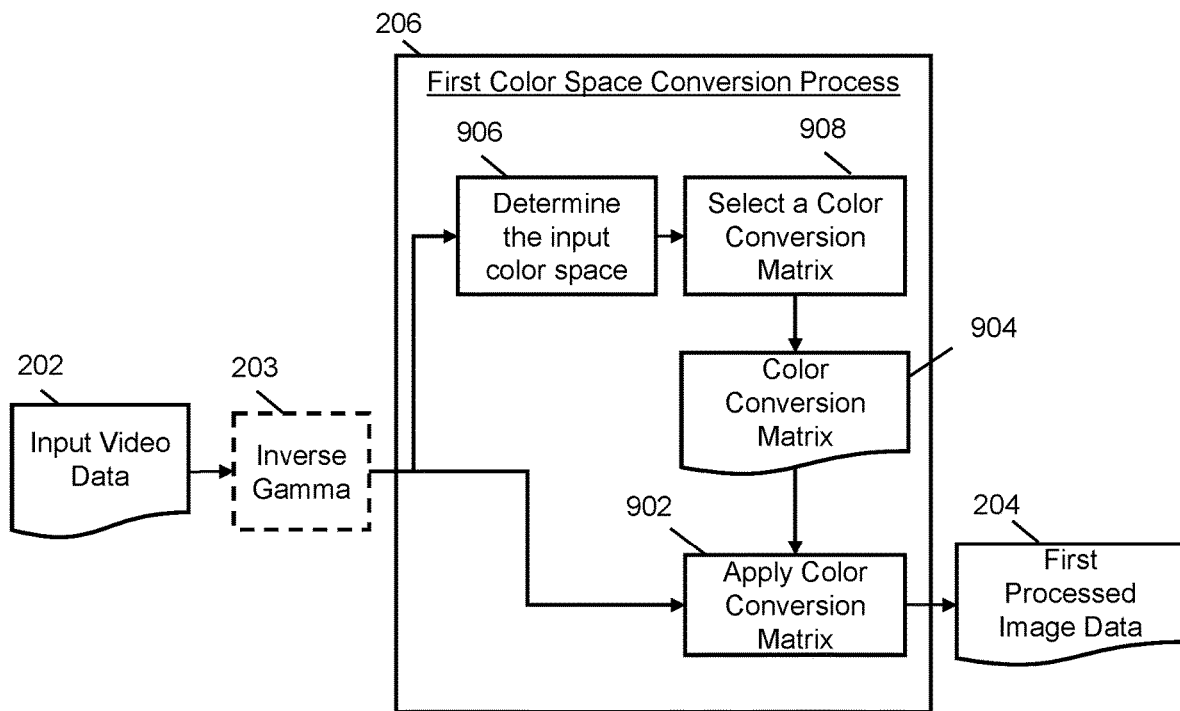 206
First Color Space Conversion Process
906
908
Determine
the input
color space
Select a Color
Conversion
Matrix
904
Color
Conversion
Matrix
202
203
Input Video
Data
Inverse
Gamma
902
204
Apply Color
Conversion
Matrix
First
Processed
Image Data